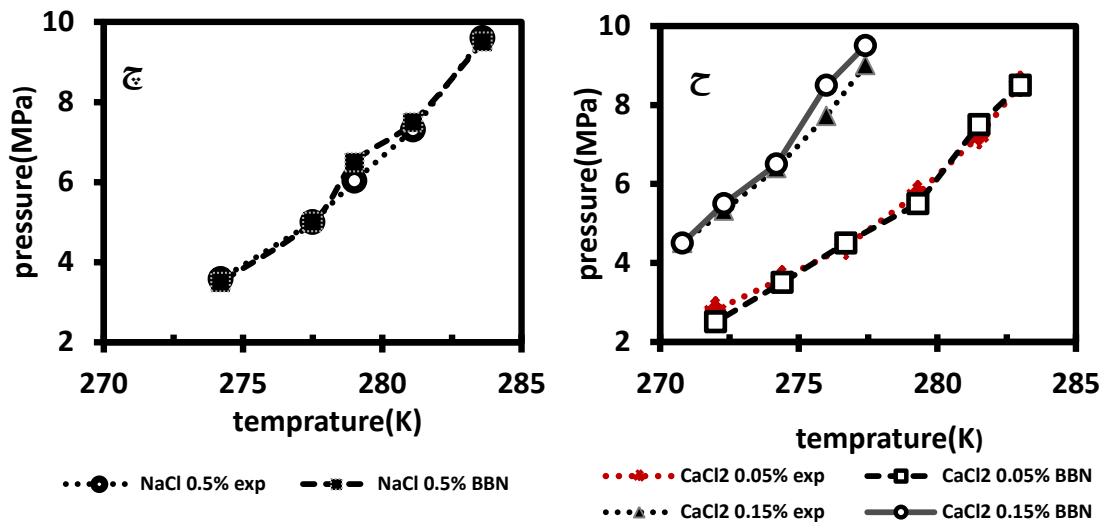 10
8
6
4
2
pressure(MPa)
چ
270 275 280 285
temprature(K)
NaCl 0.5% exp NaCl 0.5% BBN
10
8
6
4
2
pressure(MPa)
ح
270 275 280 285
temprature(K)
CaCl2 0.05% exp CaCl2 0.05% BBN
CaCl2 0.15% exp CaCl2 0.15% BBN